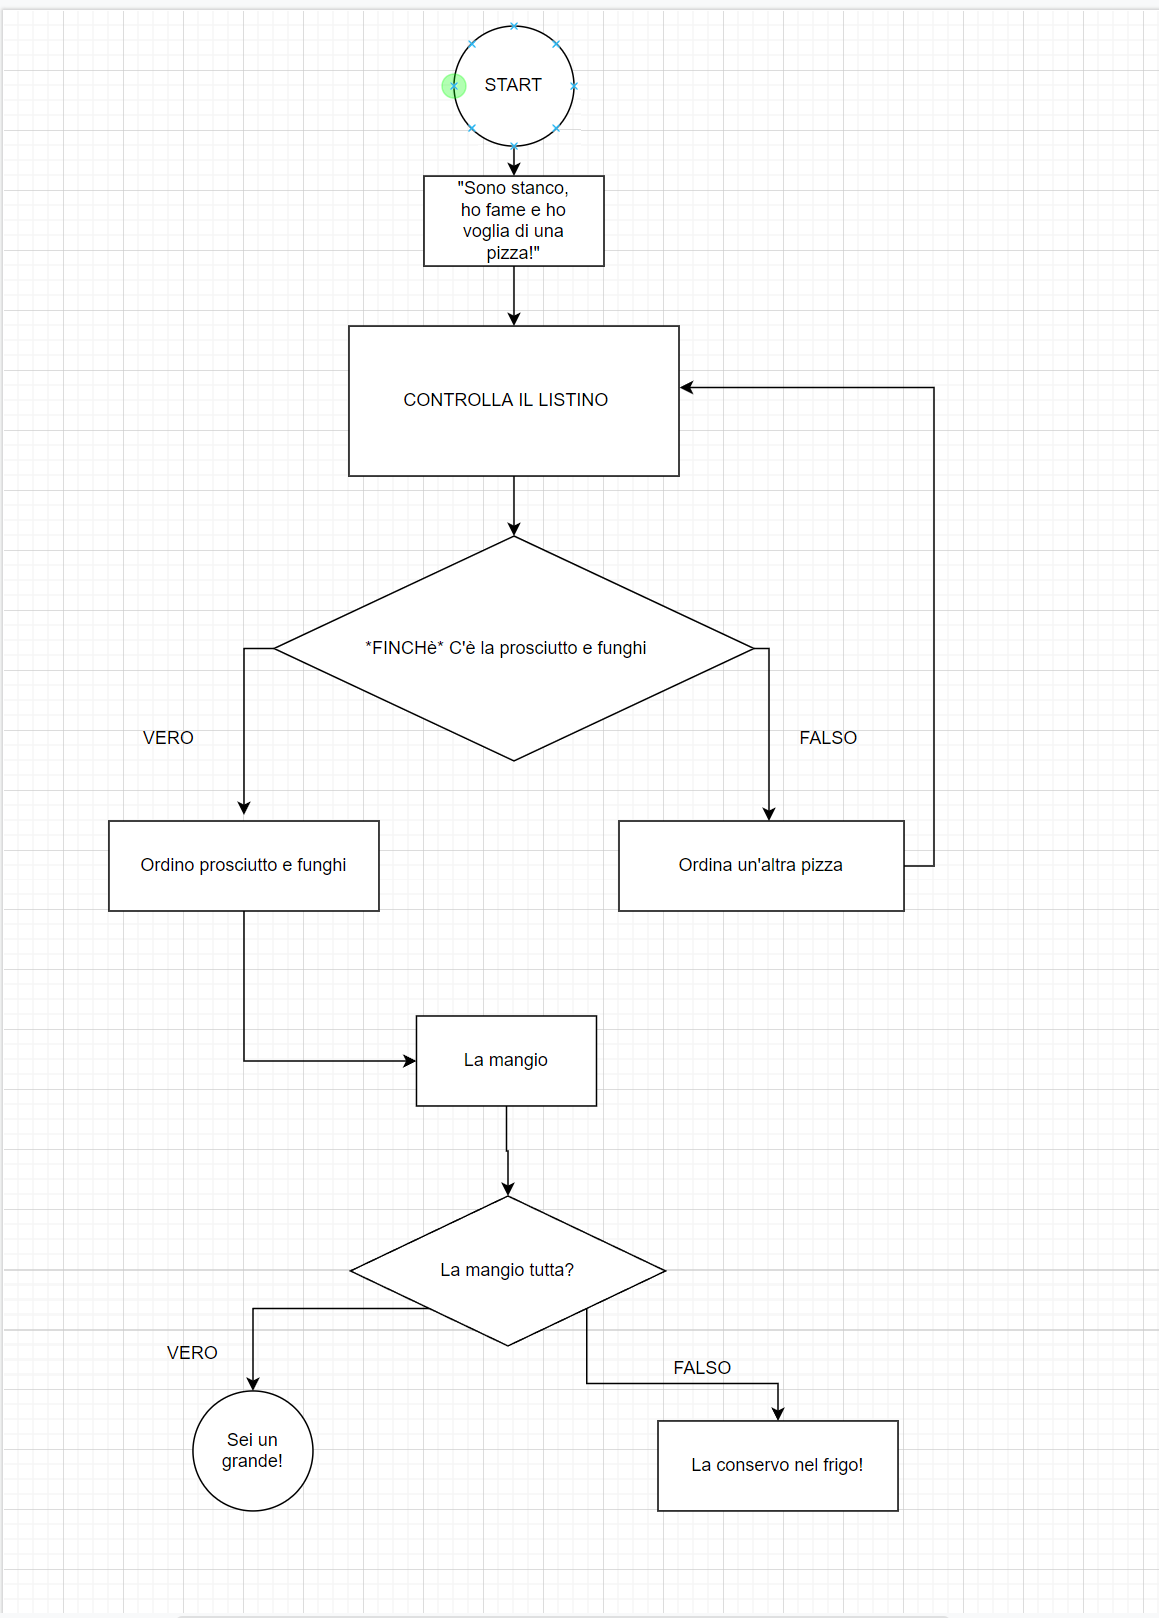 START
"Sono stanco,
ho fame e ho
voglia di una
pizza!"
CONTROLLA IL LISTINO
*FINCHè* C'è la prosciutto e funghi
VERO
FALSO
Ordino prosciutto e funghi
Ordina un'altra pizza
La mangio
La mangio tutta?
VERO
FALSO
Sei un
grande!
La conservo nel frigo!